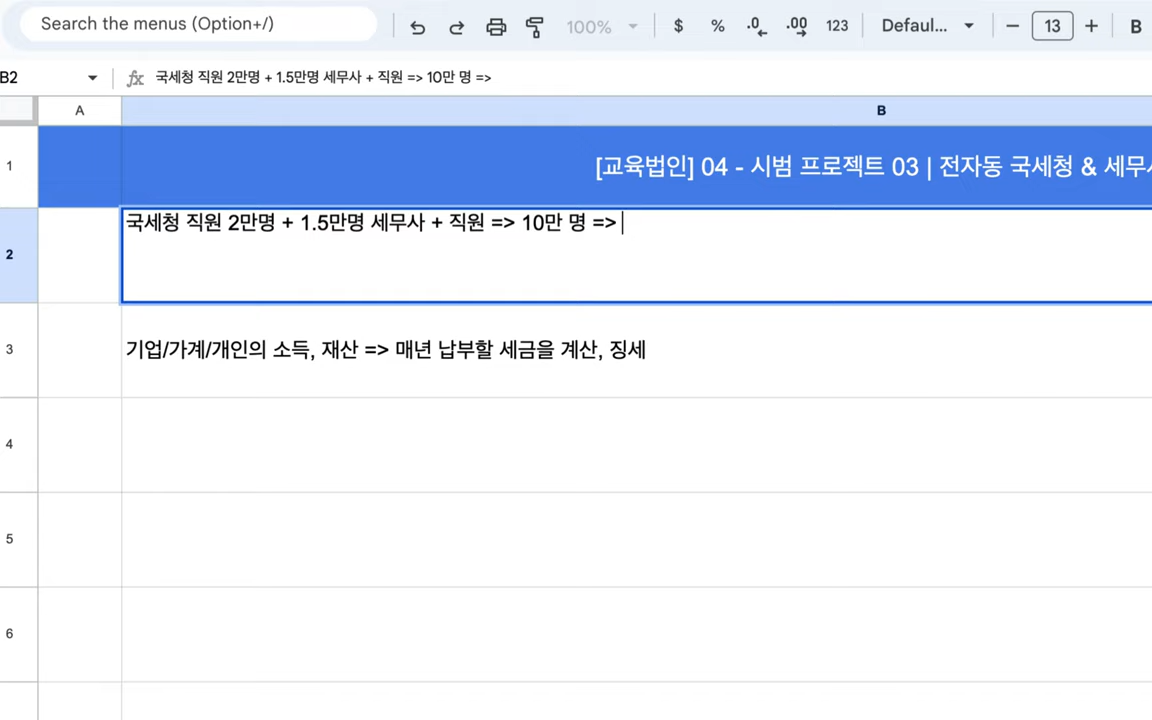 Search the menus (Option+/)
100%
$ % .0 .00 123
Defaul...
13
B
B2
fx 국세청 직원 2만명 + 1.5만명 세무사 + 직원 => 10만 명 =>
A
B
1
[교육법인] 04 - 시범 프로젝트 03 | 전자동 국세청 & 세무
2
국세청 직원 2만명 + 1.5만명 세무사 + 직원 => 10만 명 =>
3
기업/가계/개인의 소득, 재산 => 매년 납부할 세금을 계산, 징세
4
5
6